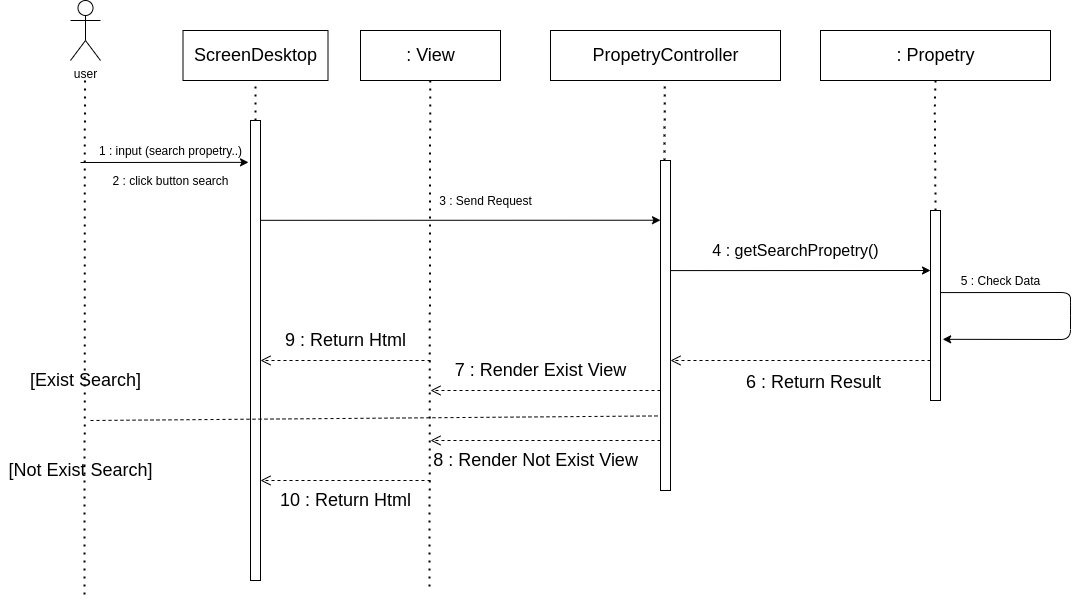 user
ScreenDesktop
: View
PropetryController
: Propetry
1 : input (search propetry..)
2 : click button search
3 : Send Request
4 : getSearchPropetry()
5 : Check Data
9 : Return Html
7 : Render Exist View
6 : Return Result
[Exist Search]
8 : Render Not Exist View
[Not Exist Search]
10 : Return Html